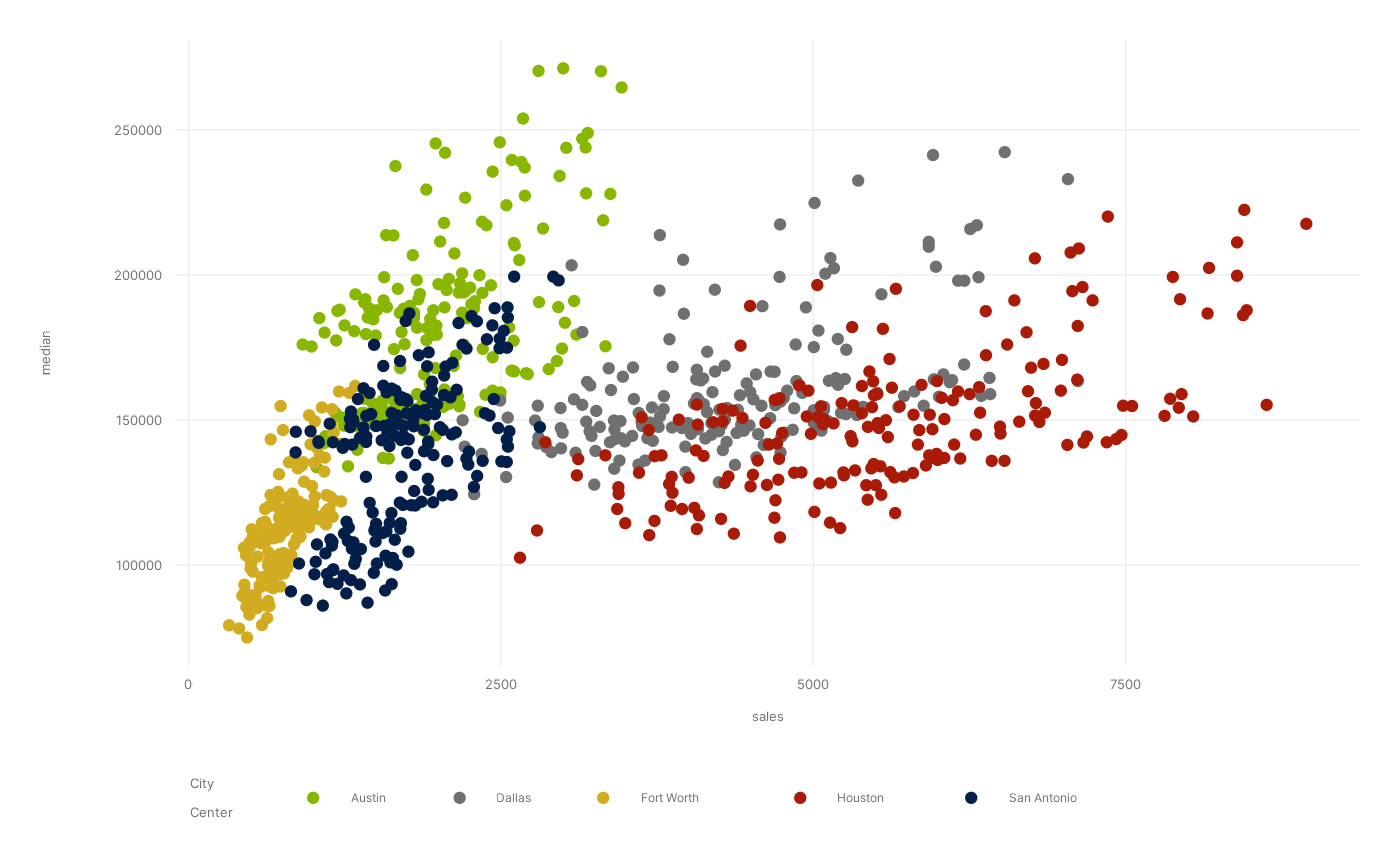 250000
200000
150000
100000
median
0
2500
5000
7500
sales
City
Center
Austin
Dallas
Fort Worth
Houston
San Antonio